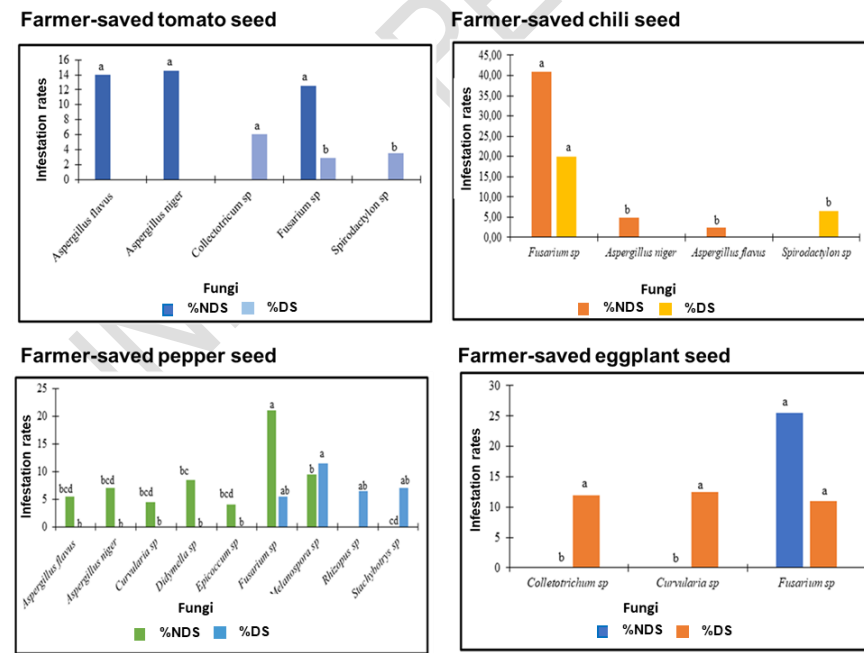 Farmer-saved tomato seed
Infestation rates
16
14
12
10
8
6
4
2
0
a
a
a
a
b
b
Aspergillus flavus
Aspergillus niger
Collectotricum sp
Fusarium sp
Spirodactylon sp
Fungi
%NDS %DS
Farmer-saved chili seed
Infestation rates
45,00
40,00
35,00
30,00
25,00
20,00
15,00
10,00
5,00
0,00
a
a
b
b
b
Fusarium sp
Aspergillus niger
Aspergillus flavus
Spirodactylon sp
Fungi
%NDS %DS
Farmer-saved pepper seed
Infestation rates
25
20
15
10
5
0
bcd
b
bcd
b
bcd
b
bc
b
bcd
b
a
ab
b
a
ab
cd
ab
Aspergillus flavus
Aspergillus niger
Curvularia sp
Didymella sp
Epicoccum sp
Fusarium sp
Melanospora sp
Rhizopus sp
Stachybotrys sp
Fungi
%NDS %DS
Farmer-saved eggplant seed
Infestation rates
30
25
20
15
10
5
0
b
a
b
a
a
a
Colletotrichum sp
Curvularia sp
Fusarium sp
Fungi
%NDS %DS